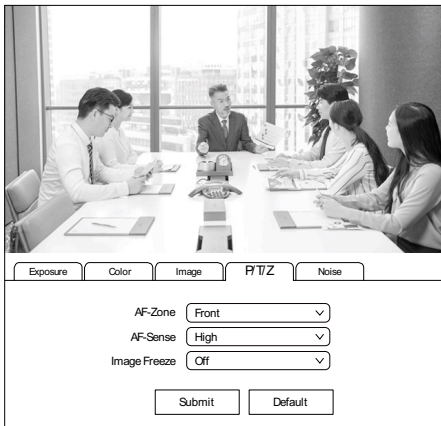 Exposure Color Image P/T/Z Noise
AF-Zone Front
AF-Sense High
Image Freeze Off
Submit Default